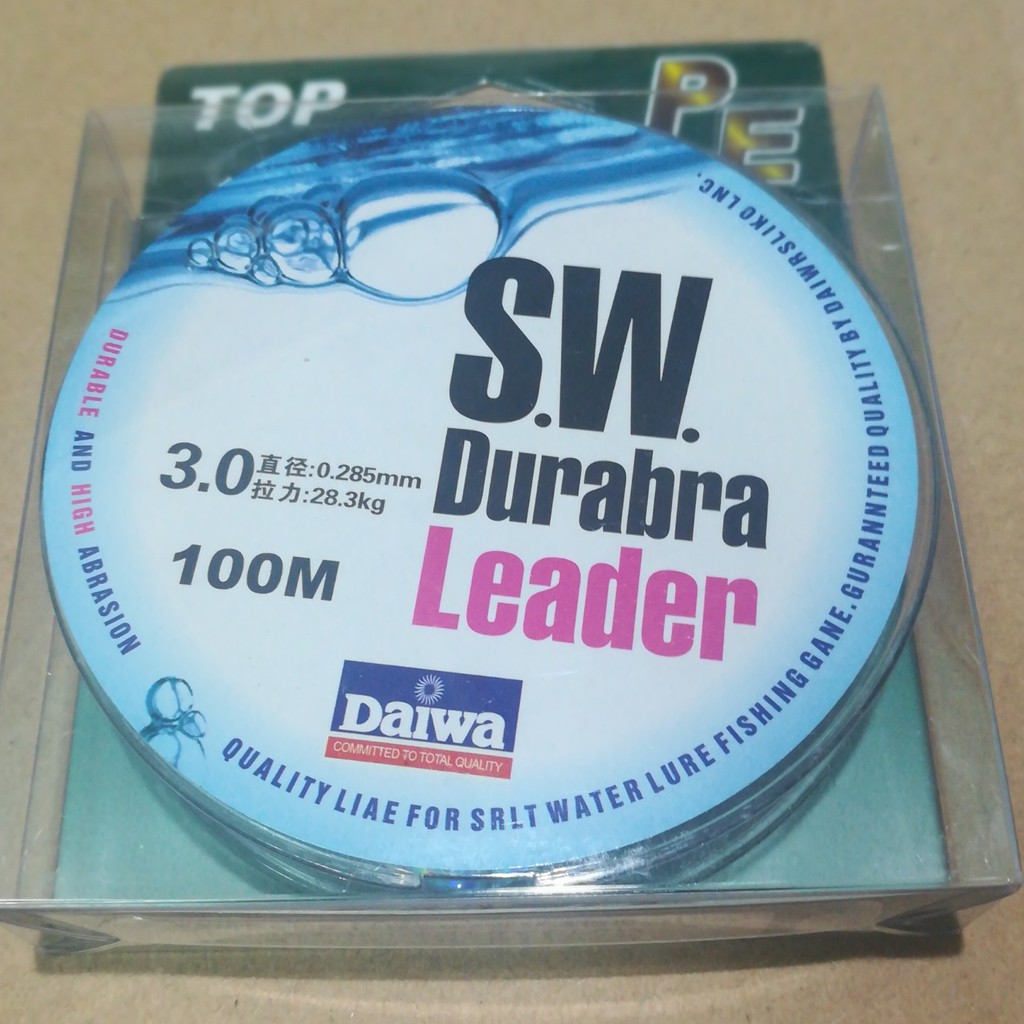 TOP
PE
S.W.
Durabra
Leader
3.0 直径:0.285mm
拉力:28.3kg
100M
Daiwa
COMMITTED TO TOTAL QUALITY
DURABLE AND HIGH ABRASION
QUALITY LIAE FOR SRLT WATER LURE FISHING GANE. GURANNTED QUALITY BY DAIWRSLIKO LNC.